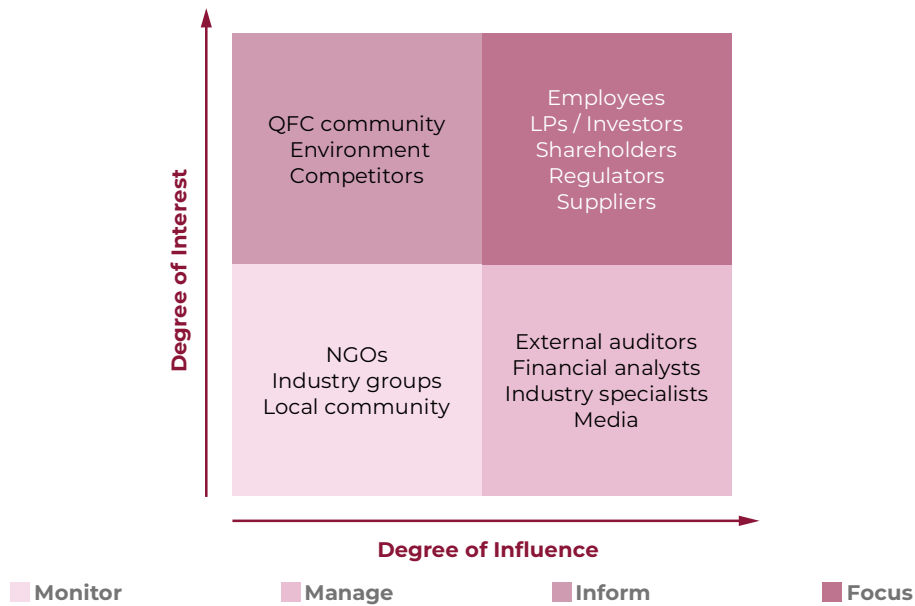 Degree of Interest
QFC community
Environment
Competitors
Employees
LPs / Investors
Shareholders
Regulators
Suppliers
NGOs
Industry groups
Local community
External auditors
Financial analysts
Industry specialists
Media
Degree of Influence
Monitor
Manage
Inform
Focus